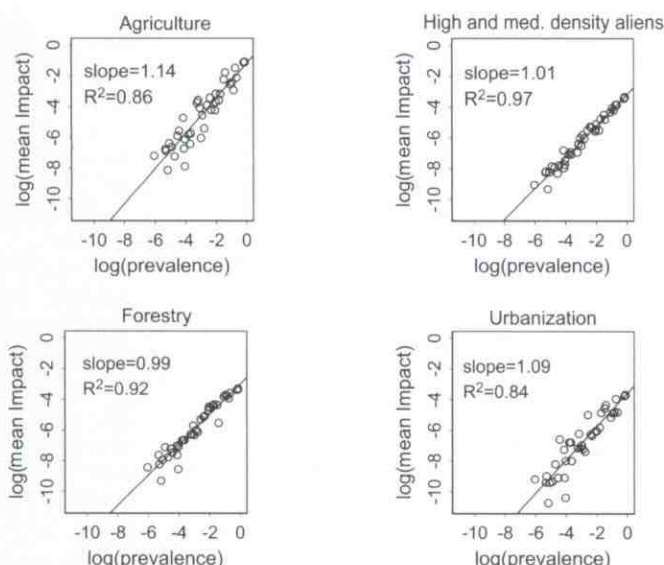 Agriculture
slope=1.14
R²=0.86
log(mean Impact)
0
-2
-4
-6
-8
-10
-10 -8 -6 -4 -2 0
log(prevalence)
High and med. density aliens
slope=1.01
R²=0.97
log(mean Impact)
0
-2
-4
-6
-8
-10
-10 -8 -6 -4 -2 0
log(prevalence)
Forestry
slope=0.99
R²=0.92
log(mean Impact)
0
-2
-4
-6
-8
-10
-10 -8 -6 -4 -2 0
log(prevalence)
Urbanization
slope=1.09
R²=0.84
log(mean Impact)
0
-2
-4
-6
-8
-10
-10 -8 -6 -4 -2 0
log(prevalence)